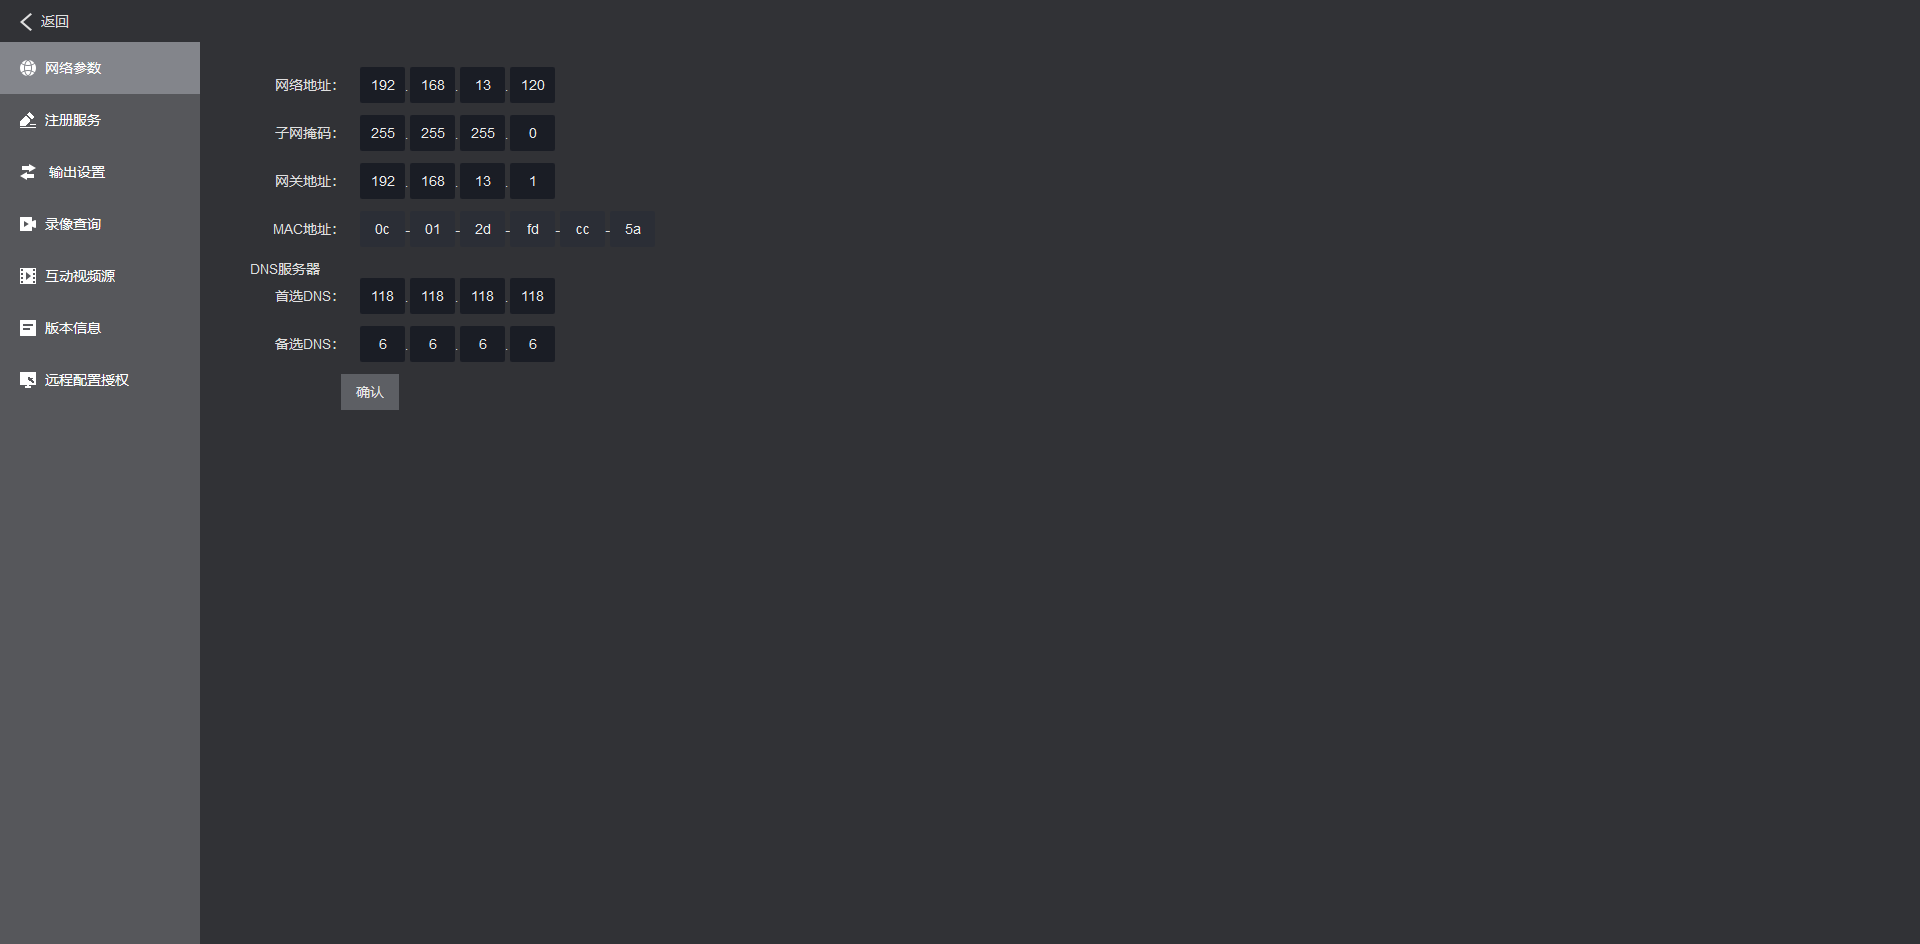 返回
网络参数
注册服务
输出设置
录像查询
互动视频源
版本信息
远程配置授权
网络地址： 192 . 168 . 13 . 120
子网掩码： 255 . 255 . 255 . 0
网关地址： 192 . 168 . 13 . 1
MAC地址： 0c - 01 - 2d - fd - cc - 5a
DNS服务器
首选DNS： 118 . 118 . 118 . 118
备选DNS： 6 . 6 . 6 . 6
确认